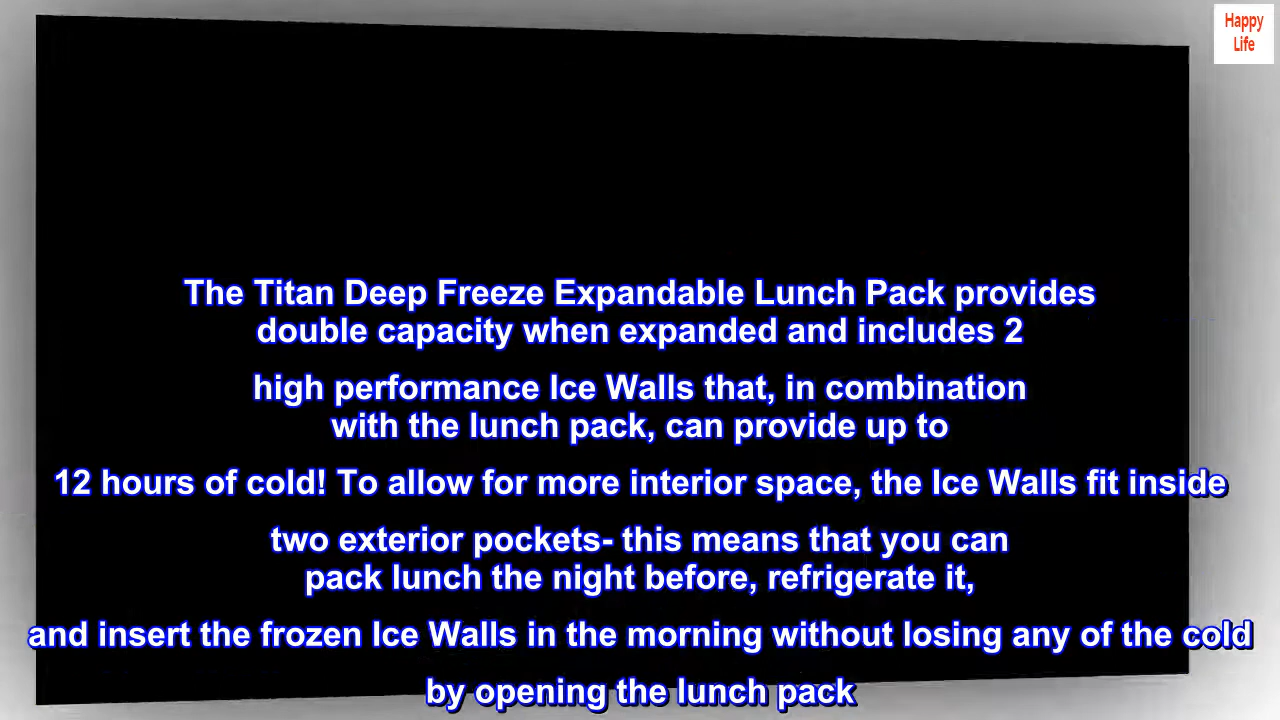 Happy
Life
The Titan Deep Freeze Expandable Lunch Pack provides
double capacity when expanded and includes 2
high performance Ice Walls that, in combination
with the lunch pack, can provide up to
12 hours of cold! To allow for more interior space, the Ice Walls fit inside
two exterior pockets- this means that you can
pack lunch the night before, refrigerate it,
and insert the frozen Ice Walls in the morning without losing any of the cold
by opening the lunch pack